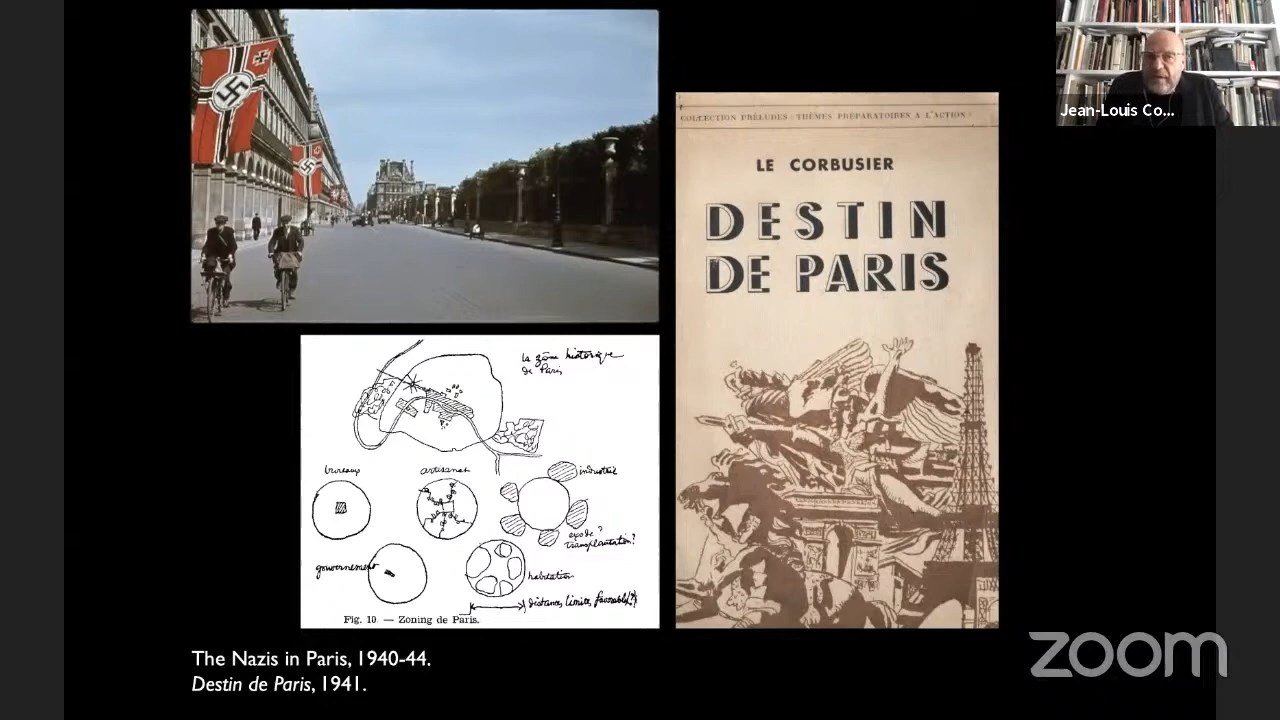 Jean-Louis Co...
COLLECTION PRÉLUDES · THÈMES PRÉPARATOIRES A L'ACTION
LE CORBUSIER
DESTIN
DE PARIS
la zône historique
de Paris
bureaux
artisanat
industriel
exode?
transplantation?
gouvernement
habitation
distances, limites, favorables?
Fig. 10. — Zoning de Paris.
The Nazis in Paris, 1940-44.
Destin de Paris, 1941.
zoom